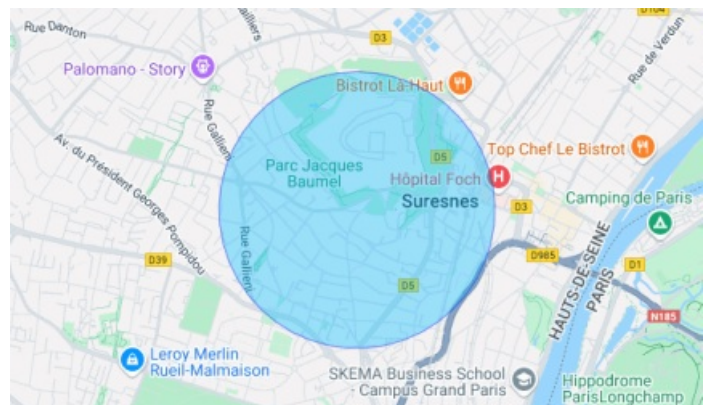 D104
Rue Danton
Rue Gallieni
D3
Rue de Verdun
Palomano - Story
Bistrot Là-Haut
Av. du Président Georges Pompidou
D5
Top Chef Le Bistrot
Parc Jacques
Baumel
Hôpital Foch
H
Suresnes
Camping de Paris
D3
Rue Gallieni
D39
D985
HAUTS-DE-SEINE
PARIS
D1
D5
N185
Leroy Merlin
Rueil-Malmaison
SKEMA Business School
- Campus Grand Paris
Hippodrome
ParisLongchamp